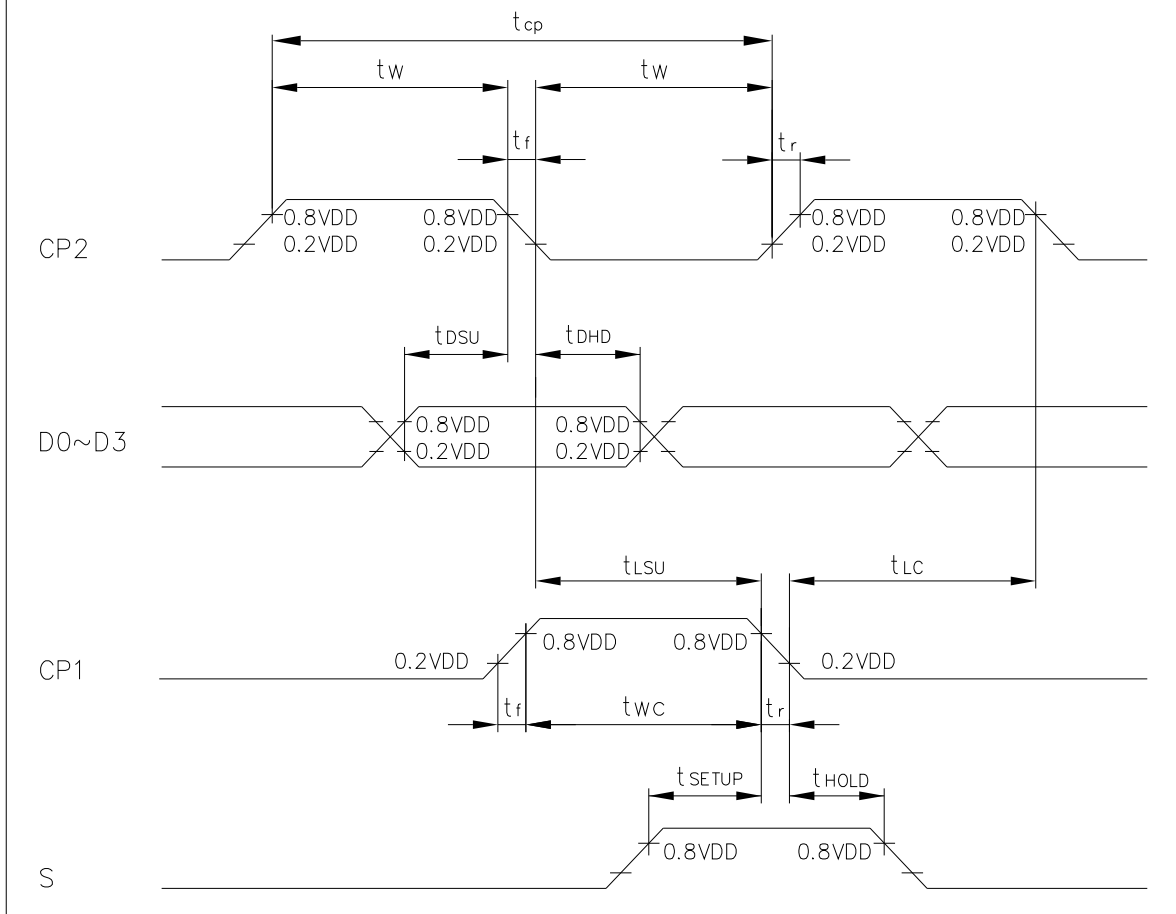 tcp
tw tw
tf tr
0.8VDD 0.8VDD 0.8VDD 0.8VDD
CP2 0.2VDD 0.2VDD 0.2VDD 0.2VDD
tDSU tDHD
0.8VDD 0.8VDD
D0~D3 0.2VDD 0.2VDD
tLSU tLC
0.8VDD 0.8VDD
CP1 0.2VDD 0.2VDD
tf twc tr
tSETUP tHOLD
0.8VDD 0.8VDD
S